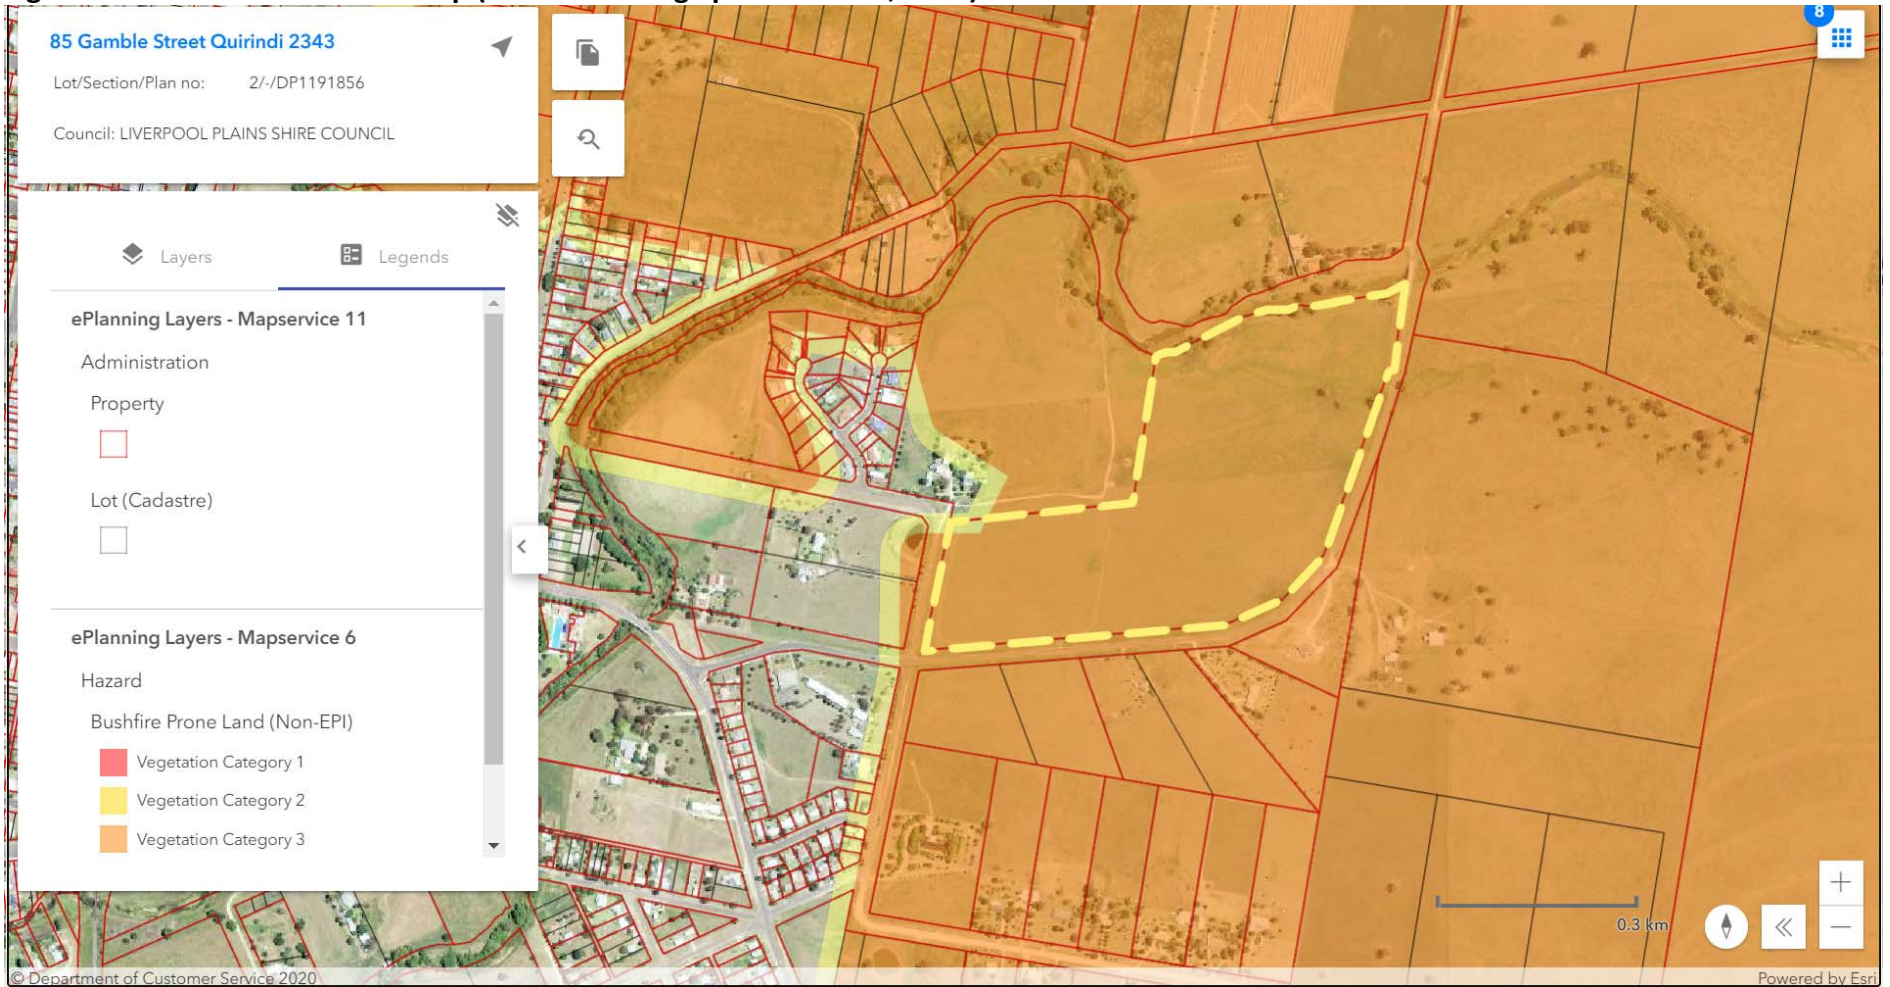 85 Gamble Street Quirindi 2343
Lot/Section/Plan no: 2/-/DP1191856
Council: LIVERPOOL PLAINS SHIRE COUNCIL
8
Layers
Legends
ePlanning Layers - Mapservice 11
Administration
Property
Lot (Cadastre)
ePlanning Layers - Mapservice 6
Hazard
Bushfire Prone Land (Non-EPI)
Vegetation Category 1
Vegetation Category 2
Vegetation Category 3
0.3 km
© Department of Customer Service 2020
Powered by Esri